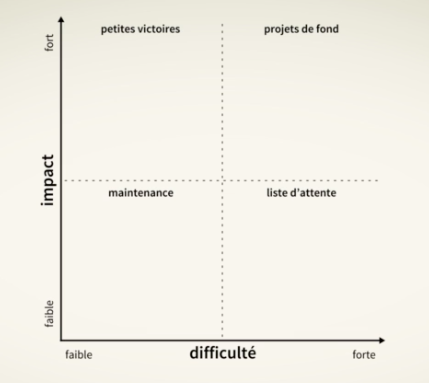 petites victoires
projets de fond
fort
impact
maintenance
liste d'attente
faible
faible
difficulté
forte